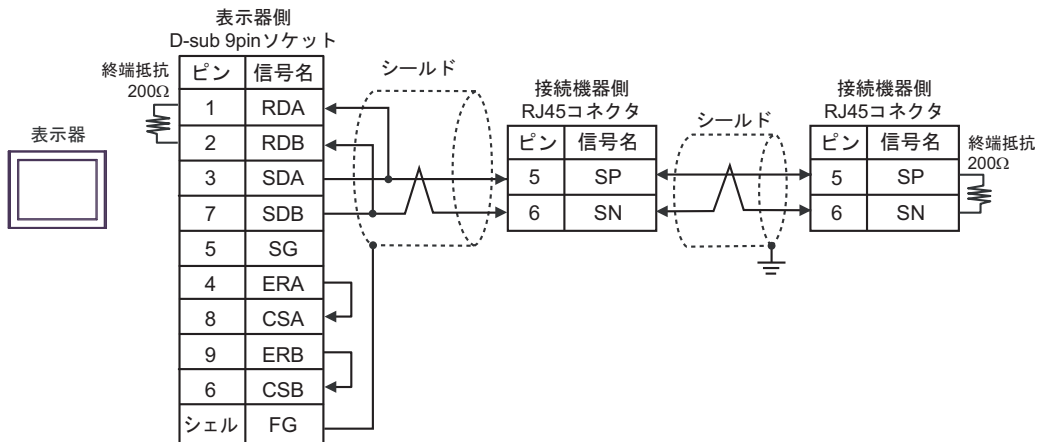 表示器側
D-sub 9pinソケット
終端抵抗
200Ω
表示器
ピン 信号名
1 RDA
2 RDB
3 SDA
7 SDB
5 SG
4 ERA
8 CSA
9 ERB
6 CSB
シェル FG
シールド
接続機器側
RJ45コネクタ
ピン 信号名
5 SP
6 SN
シールド
接続機器側
RJ45コネクタ
ピン 信号名
5 SP
6 SN
終端抵抗
200Ω